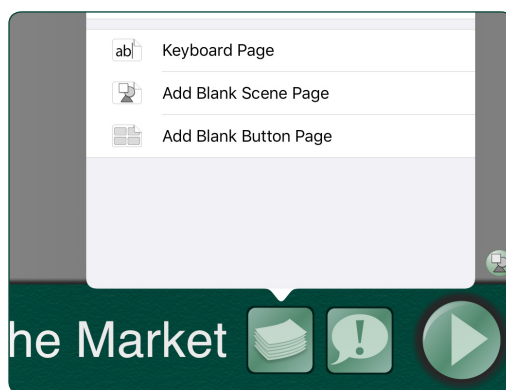 ab
Keyboard Page
Add Blank Scene Page
Add Blank Button Page
he Market
!